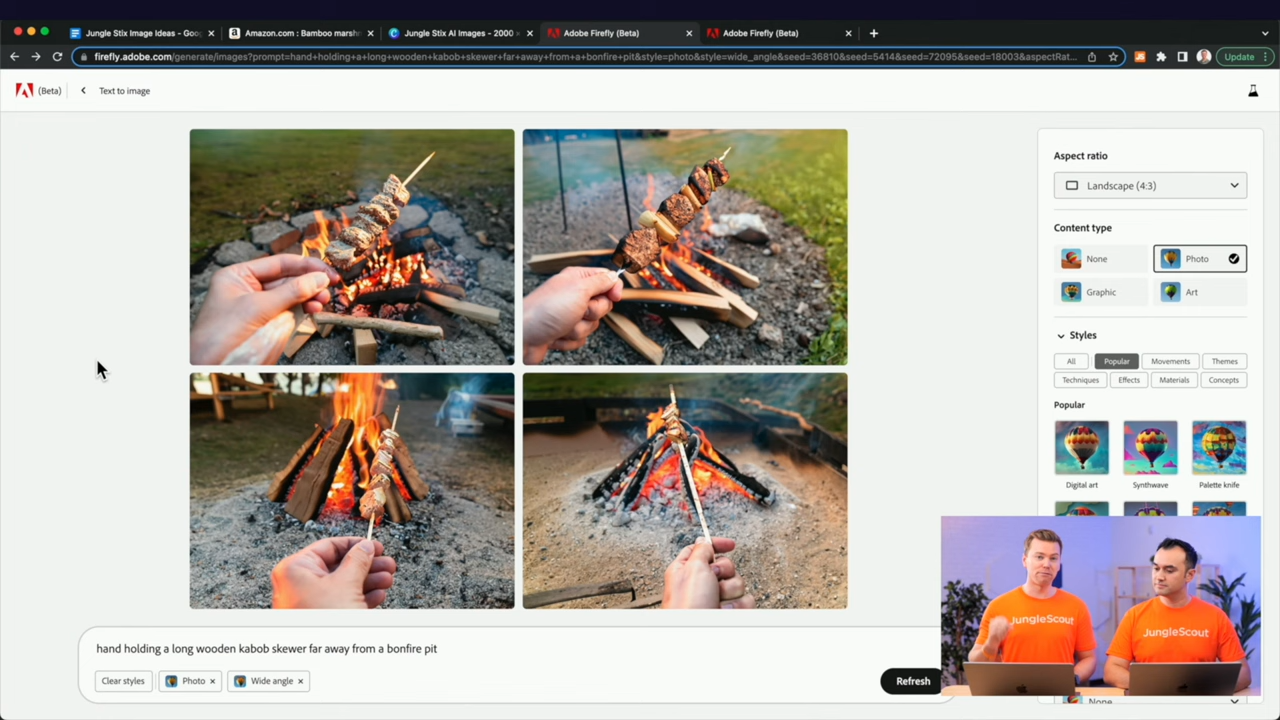 Jungle Stix Image Ideas - Goo
Amazon.com : Bamboo marshm
Jungle Stix AI Images - 2000 ×
Adobe Firefly (Beta)
Adobe Firefly (Beta)
firefly.adobe.com/generate/images?prompt=hand+holding+a+long+wooden+kabob+skewer+far+away+from+a+bonfire+pit&style=photo&style=wide_angle&seed=36810&seed=5414&seed=72095&seed=18003&aspectRat...
Update
(Beta)
Text to image
Aspect ratio
Landscape (4:3)
Content type
None
Photo
Graphic
Art
Styles
All
Popular
Movements
Themes
Techniques
Effects
Materials
Concepts
Popular
Digital art
Synthwave
Palette knife
JungleScout
JungleScout
hand holding a long wooden kabob skewer far away from a bonfire pit
Clear styles
Photo
Wide angle
Refresh
None